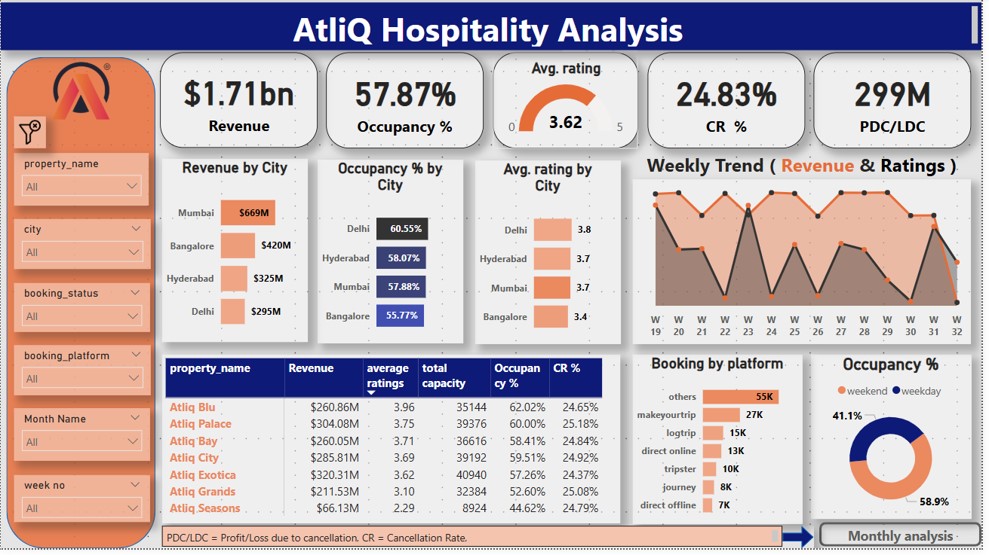 AtliQ Hospitality Analysis
®
property_name
All
city
All
booking_status
All
booking_platform
All
Month Name
All
week no
All
$1.71bn
Revenue
57.87%
Occupancy %
Avg. rating
0
3.62
5
24.83%
CR %
299M
PDC/LDC
Revenue by City
Mumbai $669M
Bangalore $420M
Hyderabad $325M
Delhi $295M
Occupancy % by
City
Delhi 60.55%
Hyderabad 58.07%
Mumbai 57.88%
Bangalore 55.77%
Avg. rating by
City
Delhi 3.8
Hyderabad 3.7
Mumbai 3.7
Bangalore 3.4
Weekly Trend ( Revenue & Ratings )
W W W W W W W W W W W W W W
19 20 21 22 23 24 25 26 27 28 29 30 31 32
property_name Revenue average ratings total capacity Occupancy % CR %
Atliq Blu $260.86M 3.96 35144 62.02% 24.65%
Atliq Palace $304.08M 3.75 39376 60.00% 25.18%
Atliq Bay $260.05M 3.71 36616 58.41% 24.84%
Atliq City $285.81M 3.69 39192 59.51% 24.92%
Atliq Exotica $320.31M 3.62 40940 57.26% 24.37%
Atliq Grands $211.53M 3.10 32384 52.60% 25.08%
Atliq Seasons $66.13M 2.29 8924 44.62% 24.79%
Booking by platform
others 55K
makeyourtrip 27K
logtrip 15K
direct online 13K
tripster 10K
journey 8K
direct offline 7K
Occupancy %
weekend weekday
41.1%
58.9%
PDC/LDC = Profit/Loss due to cancellation. CR = Cancellation Rate.
Monthly analysis